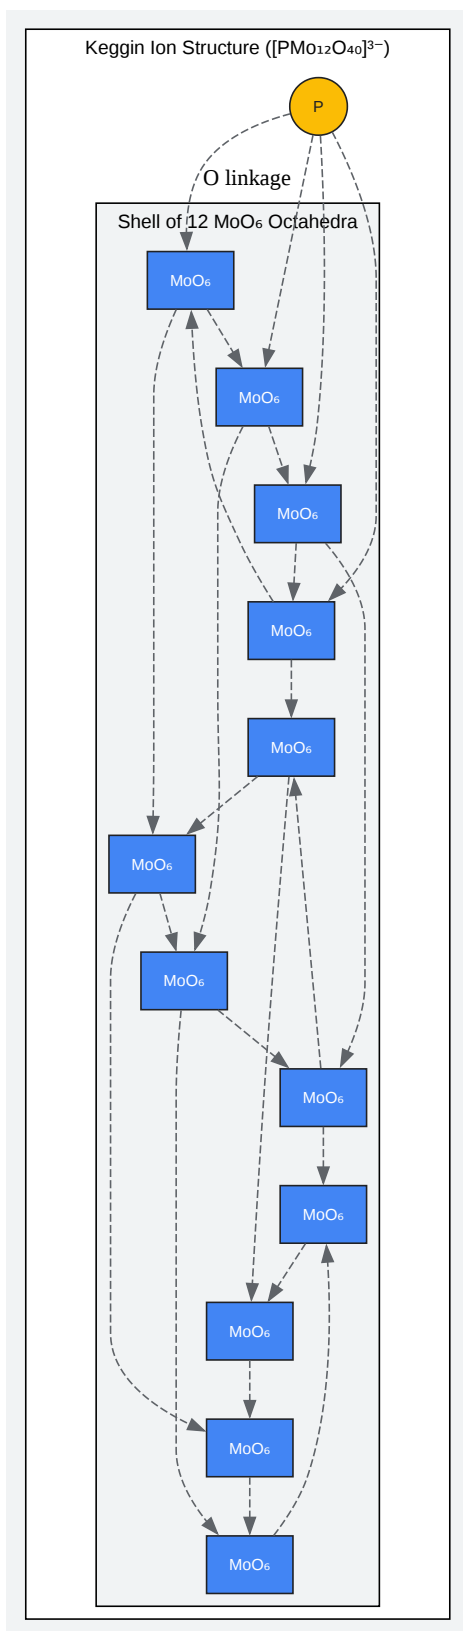 Keggin Ion Structure ([PMo₁₂O₄₀]³⁻)
P
O linkage
Shell of 12 MoO₆ Octahedra
MoO₆
MoO₆
MoO₆
MoO₆
MoO₆
MoO₆
MoO₆
MoO₆
MoO₆
MoO₆
MoO₆
MoO₆